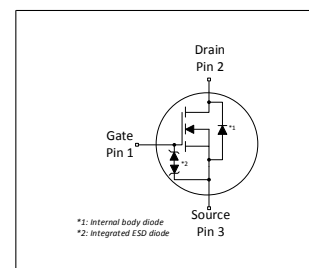 Drain
Pin 2
*1
Gate
Pin 1
*2
*1: Internal body diode
*2: Integrated ESD diode
Source
Pin 3